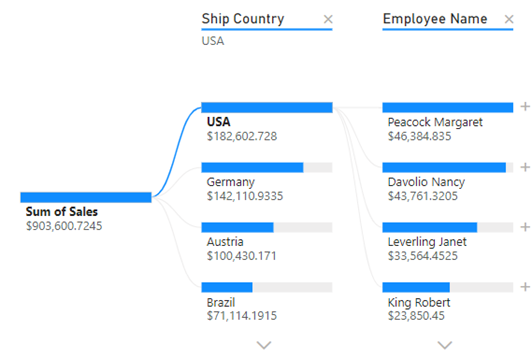 Ship Country
USA
Employee Name
USA
$182,602.728
Peacock Margaret
$46,384.835
Germany
$142,110.9335
Davolio Nancy
$43,761.3205
Sum of Sales
$903,600.7245
Austria
$100,430.171
Leverling Janet
$33,564.4525
Brazil
$71,114.1915
King Robert
$23,850.45